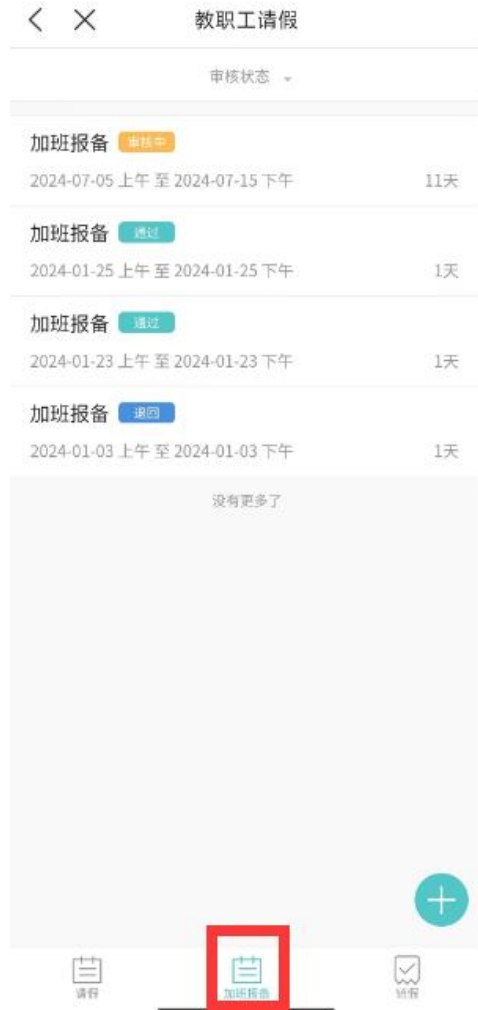 教职工请假
审核状态
加班报备 审核中
2024-07-05 上午 至 2024-07-15 下午 11天
加班报备 通过
2024-01-25 上午 至 2024-01-25 下午 1天
加班报备 通过
2024-01-23 上午 至 2024-01-23 下午 1天
加班报备 退回
2024-01-03 上午 至 2024-01-03 下午 1天
没有更多了
请假 加班报备 销假